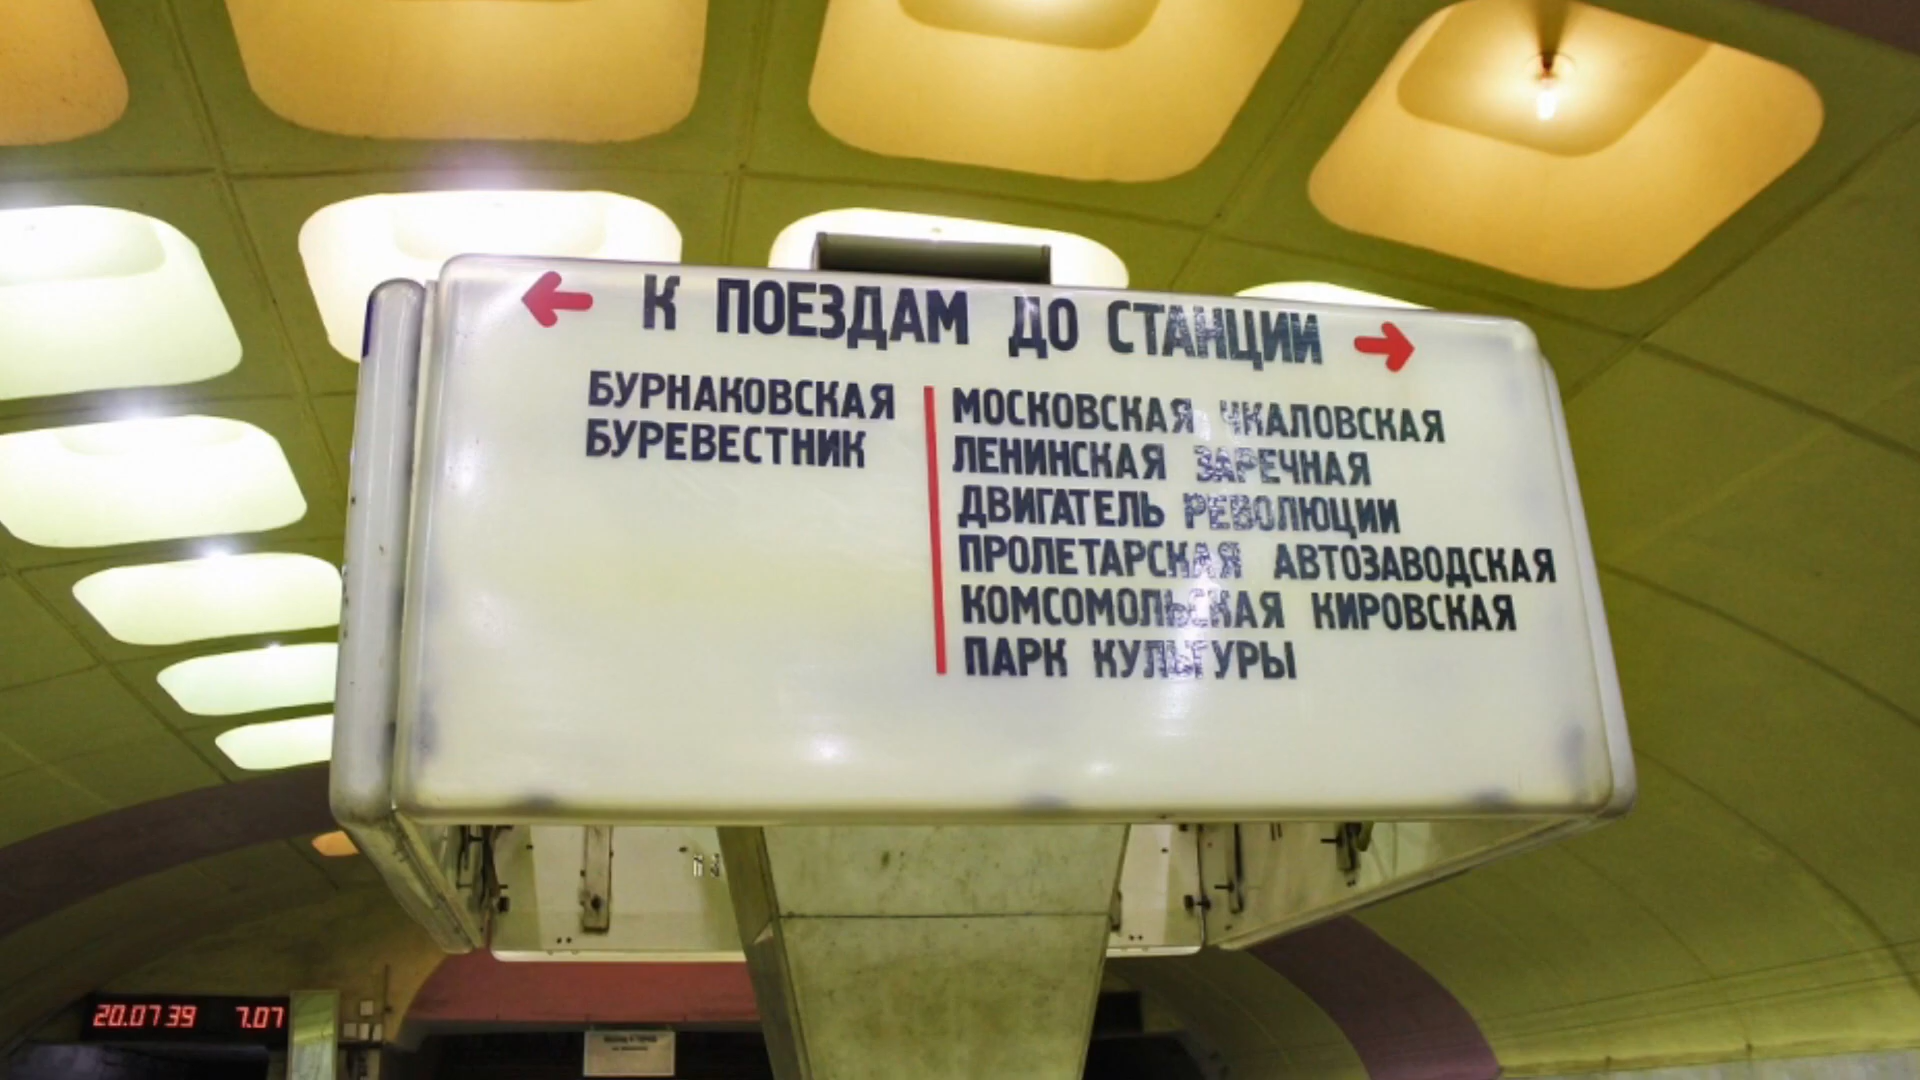 К ПОЕЗДАМ ДО СТАНЦИИ
БУРНАКОВСКАЯ
БУРЕВЕСТНИК
МОСКОВСКАЯ ЧКАЛОВСКАЯ
ЛЕНИНСКАЯ ЗАРЕЧНАЯ
ДВИГАТЕЛЬ РЕВОЛЮЦИИ
ПРОЛЕТАРСКАЯ АВТОЗАВОДСКАЯ
КОМСОМОЛЬСКАЯ КИРОВСКАЯ
ПАРК КУЛЬТУРЫ
20.07 39 7.07